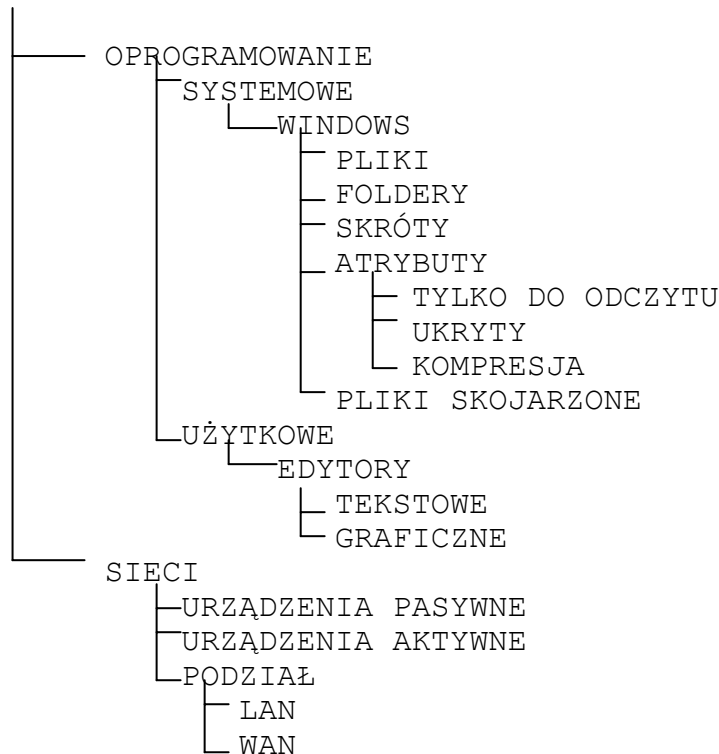 OPROGRAMOWANIE
SYSTEMOWE
WINDOWS
PLIKI
FOLDERY
SKRÓTY
ATRYBUTY
TYLKO DO ODCZYTU
UKRYTY
KOMPRESJA
PLIKI SKOJARZONE
UŻYTKOWE
EDYTORY
TEKSTOWE
GRAFICZNE
SIECI
URZĄDZENIA PASYWNE
URZĄDZENIA AKTYWNE
PODZIAŁ
LAN
WAN